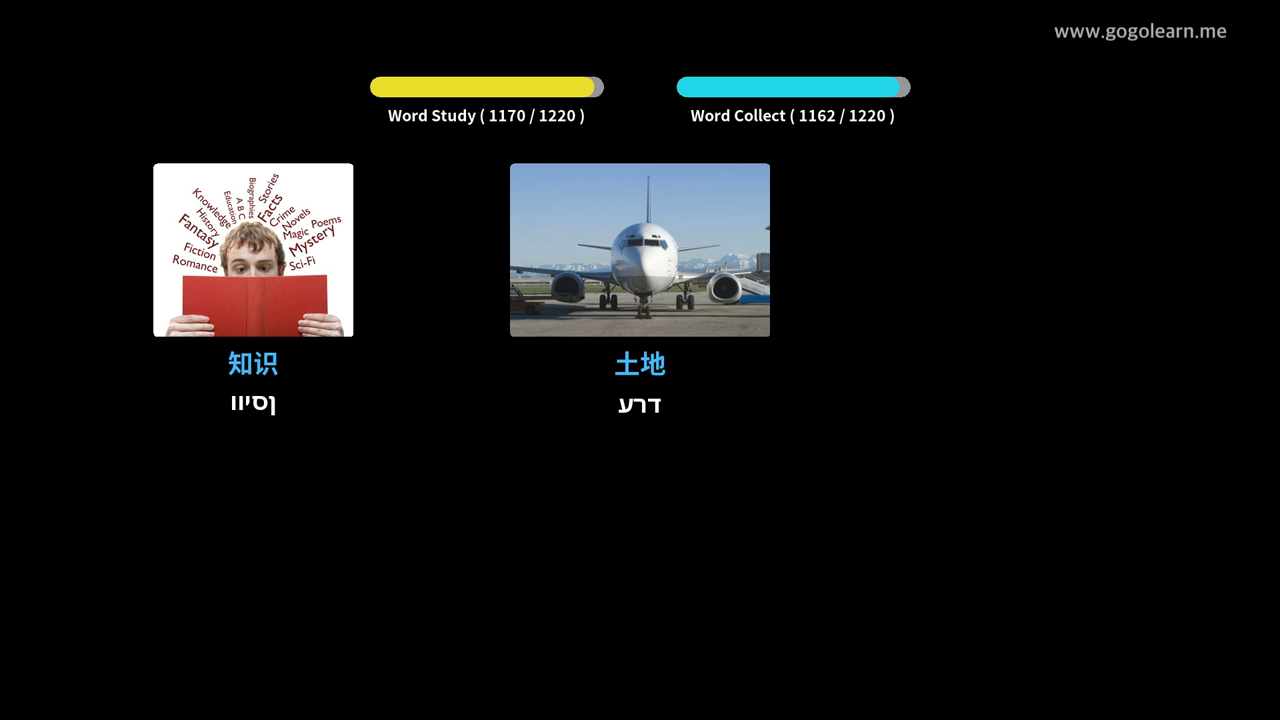 www.gogolearn.me
Word Study ( 1170 / 1220 )
Word Collect ( 1162 / 1220 )
Romance
Fiction
Fantasy
History
Knowledge
Education
A B C
Biographies
Stories
Facts
Crime
Novels
Magic
Poems
Mystery
Sci-Fi
知识
ןסיוו
土地
דרע